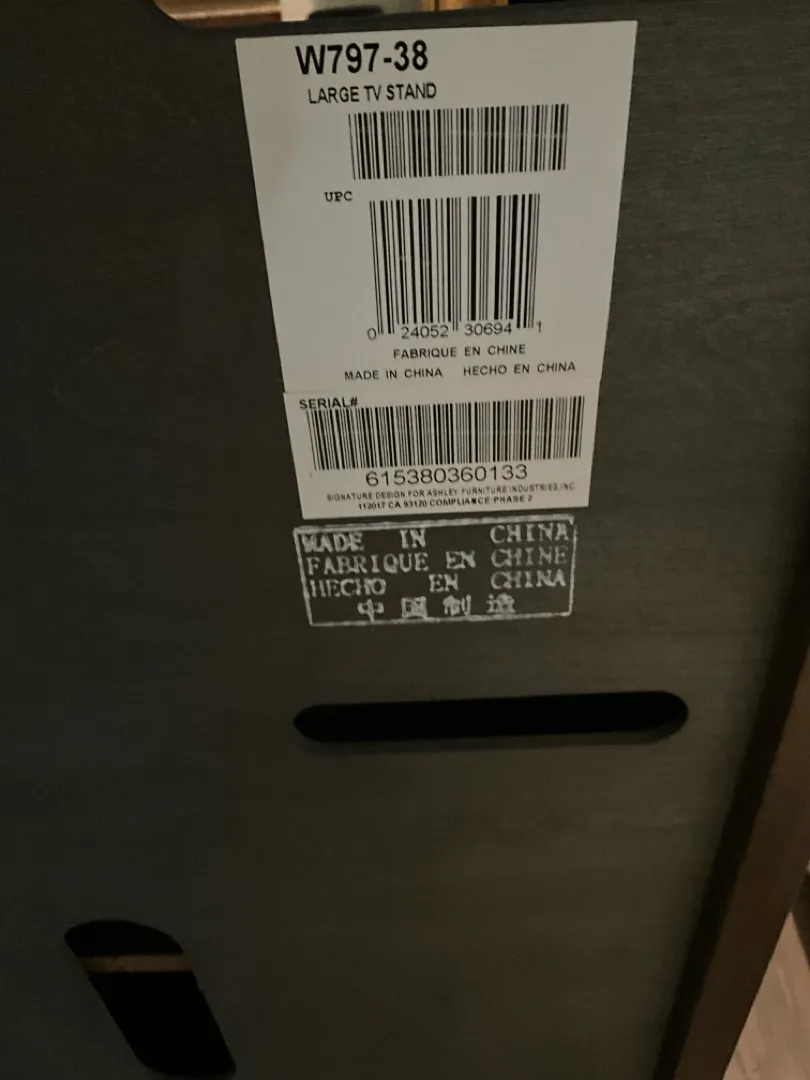 W797-38
LARGE TV STAND
UPC
0 24052 30694 1
FABRIQUE EN CHINE
MADE IN CHINA HECHO EN CHINA
SERIAL#
615380360133
SIGNATURE DESIGN FOR ASHLEY FURNITURE INDUSTRIES, INC.
112017 CA 93120 COMPLIANCE PHASE 2
MADE IN CHINA
FABRIQUE EN CHINE
HECHO EN CHINA
中國制造